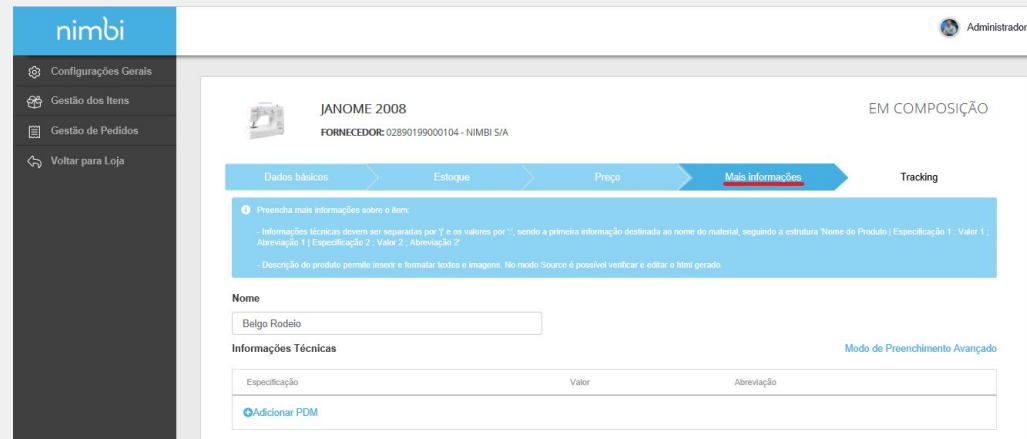 nimbi
Administrador
Configurações Gerais
Gestão dos Itens
Gestão de Pedidos
Voltar para Loja
JANOME 2008
FORNECEDOR: 02890199000104 - NIMBI S/A
EM COMPOSIÇÃO
Dados básicos
Estoque
Preço
Mais informações
Tracking
Preencha mais informações sobre o item:
- Informações técnicas devem ser separadas por '|' e os valores por ':', sendo a primeira informação destinada ao nome do material, seguindo a estrutura 'Nome do Produto | Especificação 1 : Valor 1 ;
Abreviação 1 | Especificação 2 : Valor 2 ; Abreviação 2'
- Descrição do produto permite inserir e formatar textos e imagens. No modo Source é possível verificar e editar o html gerado
Nome
Belgo Rodeio
Informações Técnicas
Modo de Preenchimento Avançado
Especificação
Valor
Abreviação
Adicionar PDM